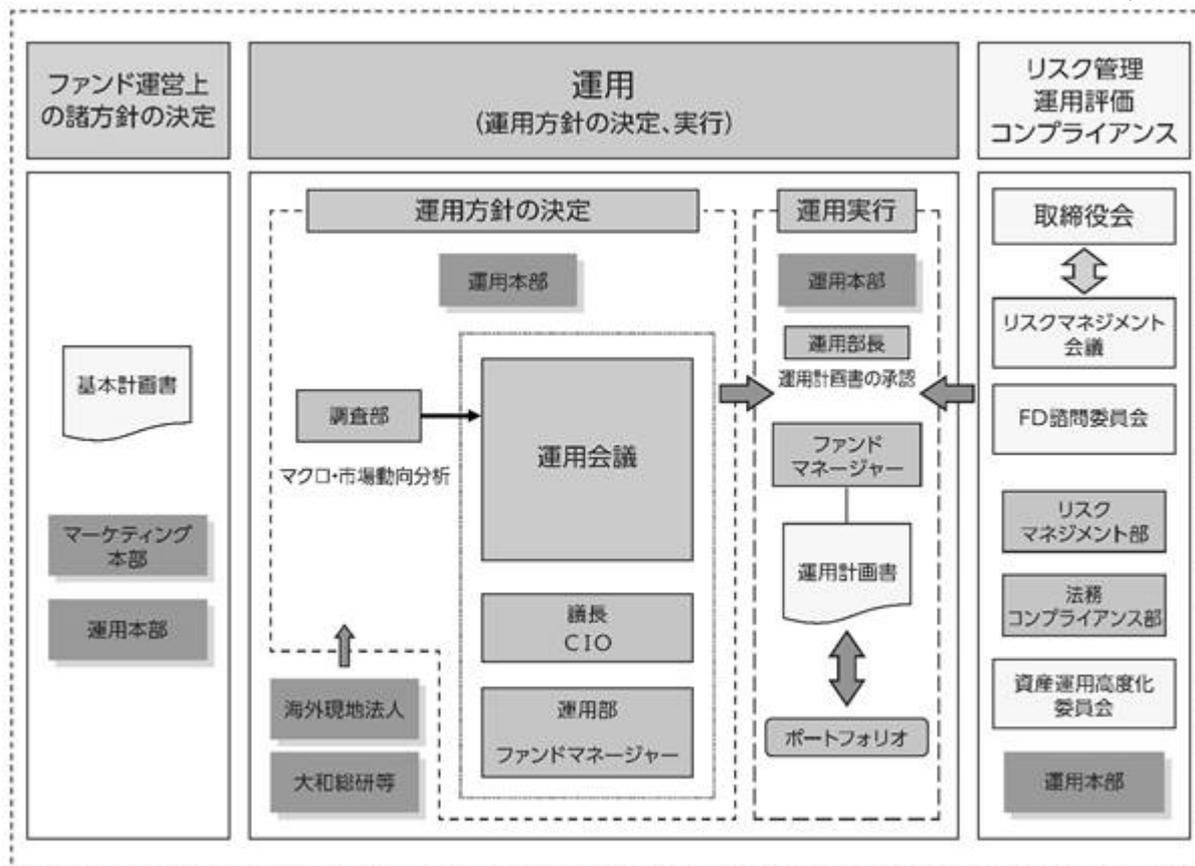 ファンド運営上
の諸方針の決定
運用
(運用方針の決定、実行)
リスク管理
運用評価
コンプライアンス
基本計画書
マーケティング
本部
運用本部
運用方針の決定
運用本部
調査部
マクロ・市場動向分析
運用会議
議長
CIO
運用部
ファンドマネージャー
海外現地法人
大和総研等
運用実行
運用本部
運用部長
運用計画書の承認
ファンド
マネージャー
運用計画書
ポートフォリオ
取締役会
リスクマネジメント
会議
FD諮問委員会
リスク
マネジメント部
法務
コンプライアンス部
資産運用高度化
委員会
運用本部